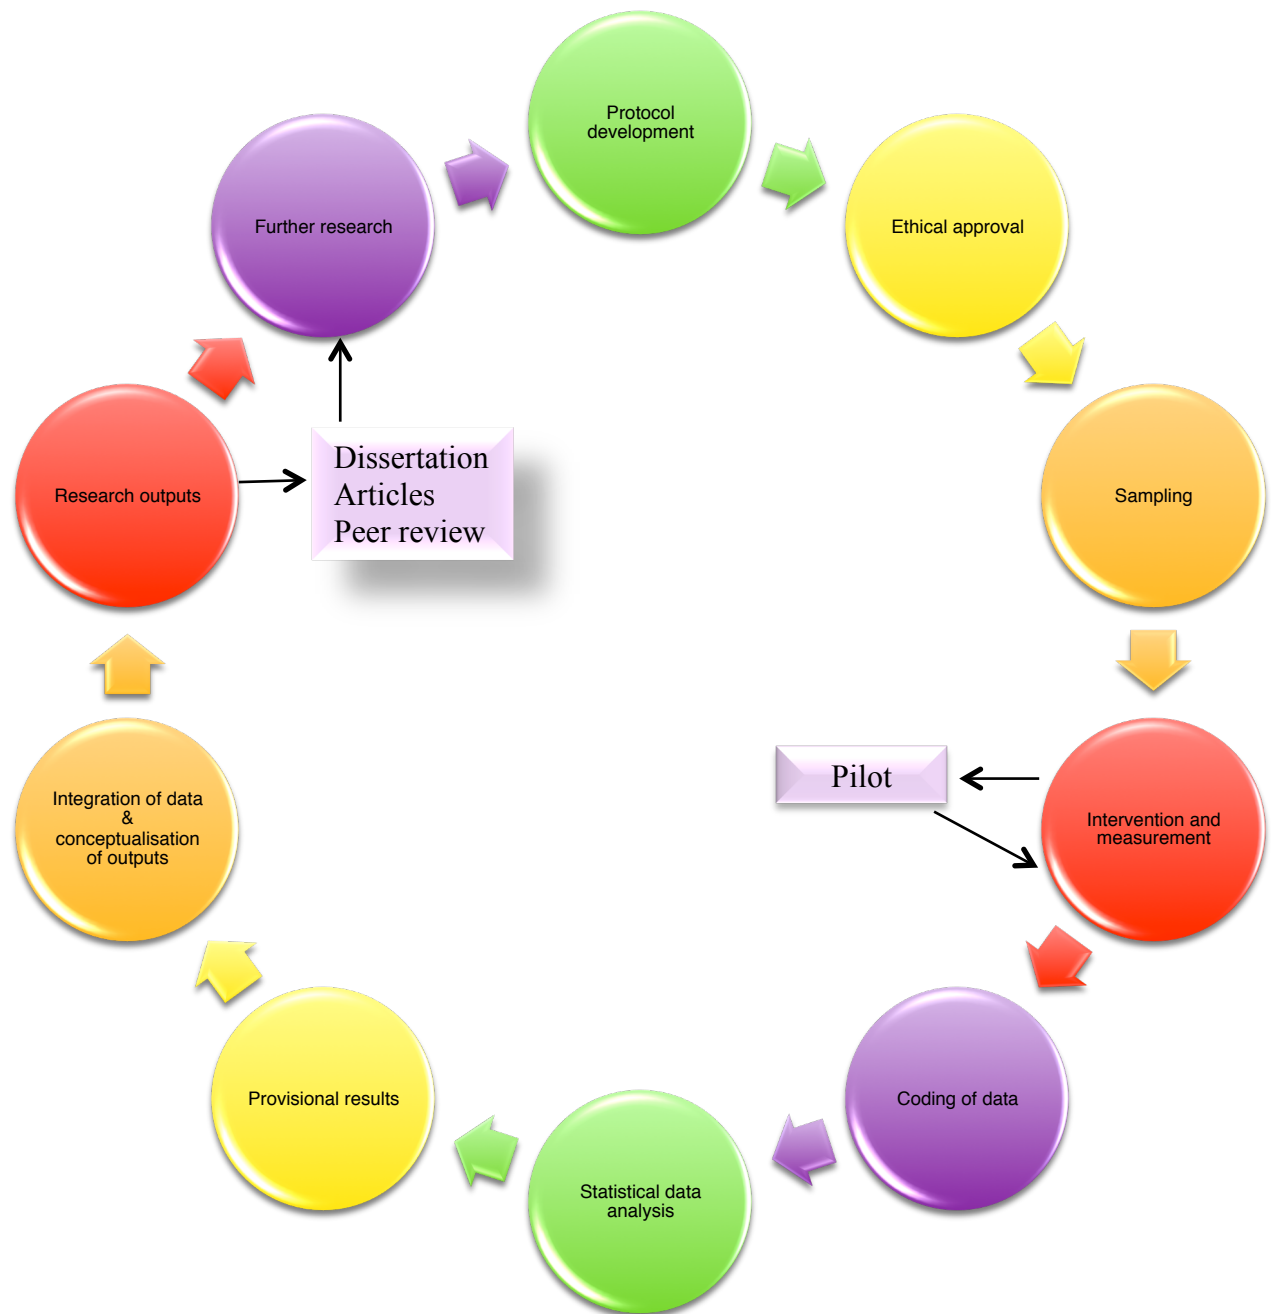 Protocol
development
Ethical approval
Sampling
Intervention and
measurement
Pilot
Coding of data
Statistical data
analysis
Provisional results
Integration of data
&
conceptualisation
of outputs
Research outputs
Dissertation
Articles
Peer review
Further research